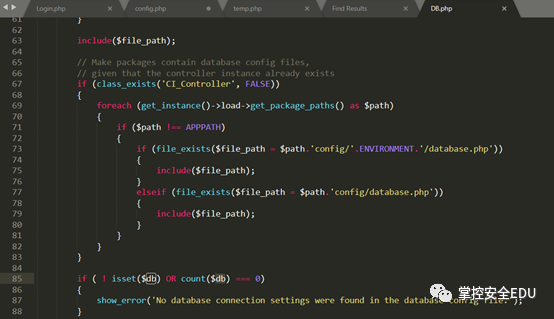 Login.php
config.php
temp.php
Find Results
DB.php
61 }
62
63 include($file_path);
64
65 // Make packages contain database config files,
66 // given that the controller instance already exists
67 if (class_exists('CI_Controller', FALSE))
68 {
69 foreach (get_instance()->load->get_package_paths() as $path)
70 {
71 if ($path !== APPPATH)
72 {
73 if (file_exists($file_path = $path.'config/'.ENVIRONMENT.'/database.php'))
74 {
75 include($file_path);
76 }
77 elseif (file_exists($file_path = $path.'config/database.php'))
78 {
79 include($file_path);
80 }
81 }
82 }
83 }
84
85 if ( ! isset($db) OR count($db) === 0)
86 {
87 show_error('No database connection settings were found in the database config file.');
88 }
掌控安全EDU